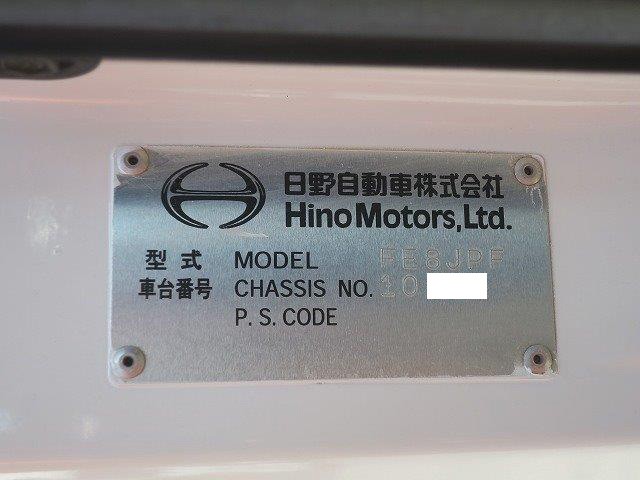 日野自動車株式会社
Hino Motors, Ltd.
型式 MODEL FE8JPF
車台番号 CHASSIS NO. 10
P. S. CODE